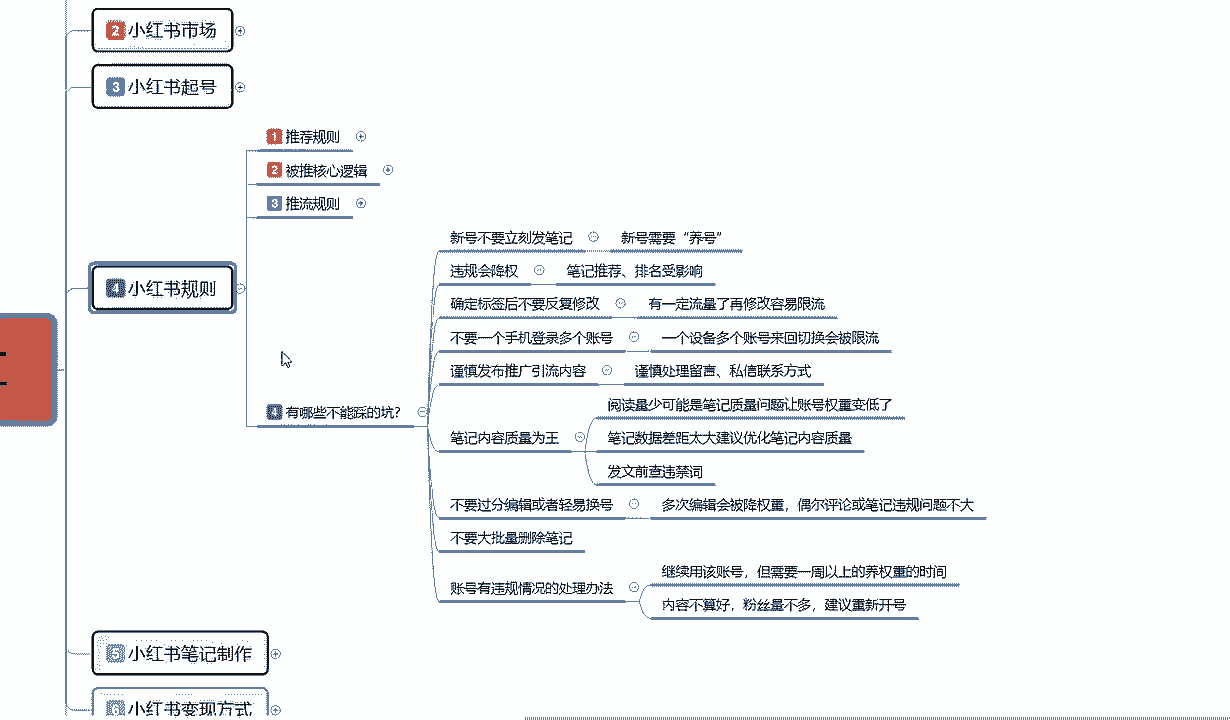 2 小红书市场
3 小红书起号
1 推荐规则
2 被推核心逻辑
3 推流规则
4 小红书规则
4 有哪些不能踩的坑?
新号不要立刻发笔记
新号需要“养号”
违规会降权
笔记推荐、排名受影响
确定标签后不要反复修改
有一定流量了再修改容易限流
不要一个手机登录多个账号
一个设备多个账号来回切换会被限流
谨慎发布推广引流内容
谨慎处理留言、私信联系方式
笔记内容质量为王
阅读量少可能是笔记质量问题让账号权重变低了
笔记数据差距太大建议优化笔记内容质量
发文前查违禁词
不要过分编辑或者轻易换号
多次编辑会被降权重，偶尔评论或笔记违规问题不大
不要大批量删除笔记
账号有违规情况的处理办法
继续用该账号，但需要一周以上的养权重的时间
内容不算好，粉丝量不多，建议重新开号
5 小红书笔记制作
6 小红书变现方式